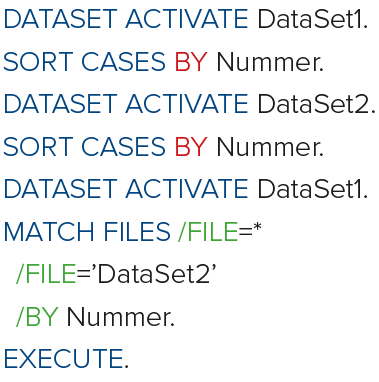 DATASET ACTIVATE DataSet1.
SORT CASES BY Nummer.
DATASET ACTIVATE DataSet2.
SORT CASES BY Nummer.
DATASET ACTIVATE DataSet1.
MATCH FILES /FILE=*
/FILE=’DataSet2’
/BY Nummer.
EXECUTE.